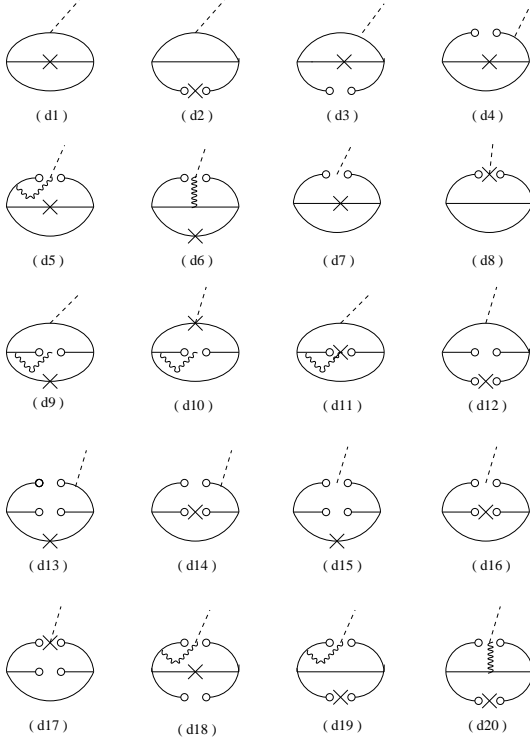 ( d1 ) ( d2 ) ( d3 ) ( d4 )
( d5 ) ( d6 ) ( d7 ) ( d8 )
( d9 ) ( d10 ) ( d11 ) ( d12 )
( d13 ) ( d14 ) ( d15 ) ( d16 )
( d17 ) ( d18 ) ( d19 ) ( d20 )